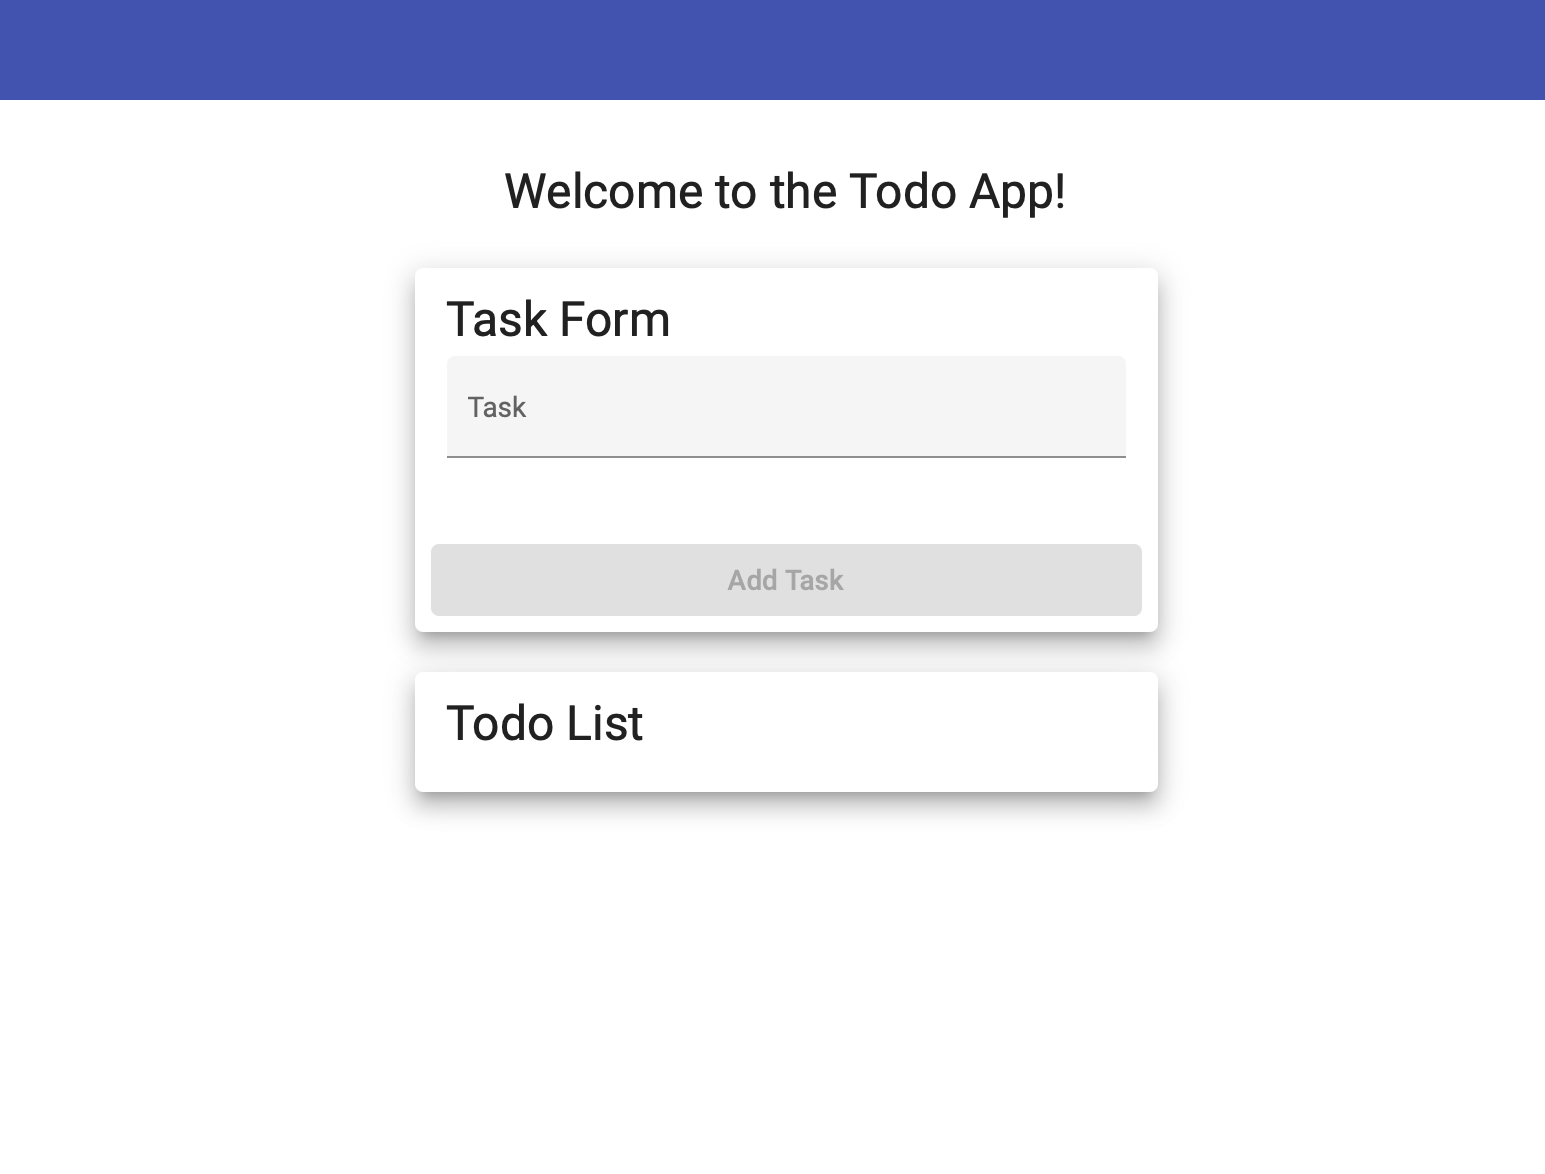 Welcome to the Todo App!
Task Form
Task
Add Task
Todo List